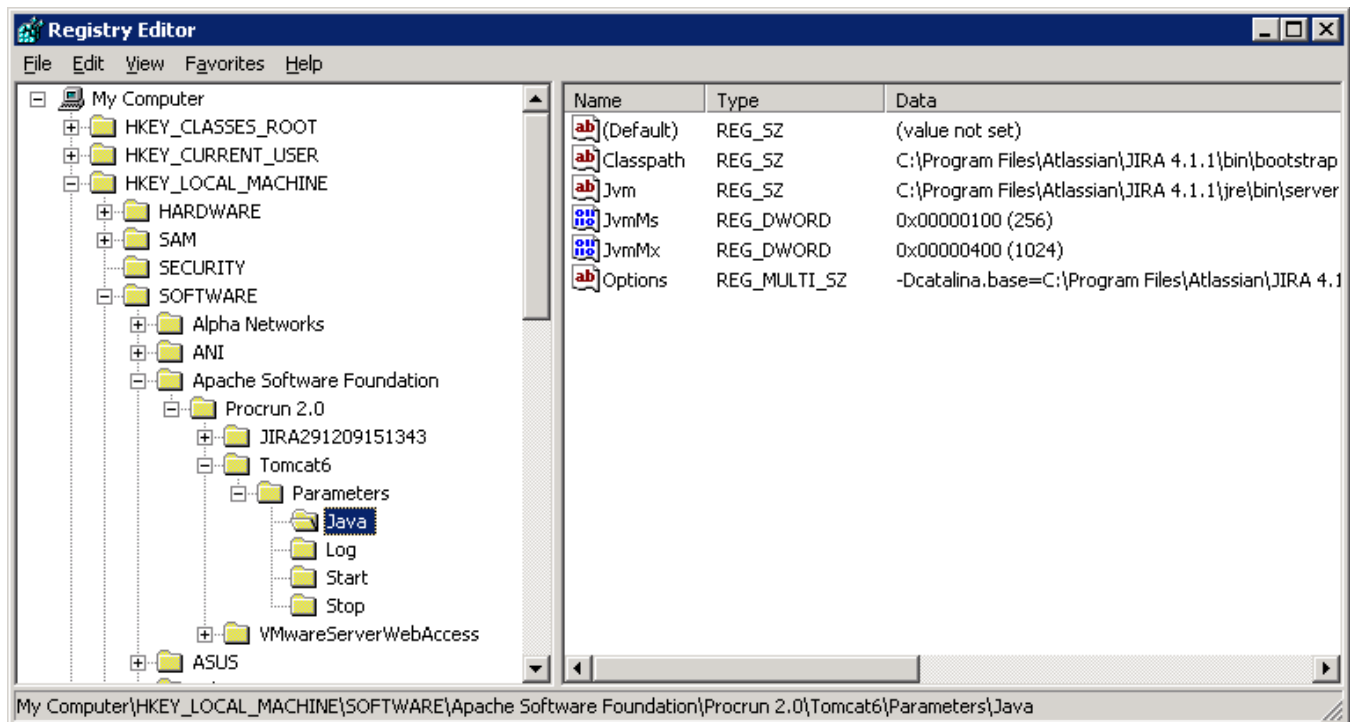 Registry Editor
File Edit View Favorites Help
My Computer
HKEY_CLASSES_ROOT
HKEY_CURRENT_USER
HKEY_LOCAL_MACHINE
HARDWARE
SAM
SECURITY
SOFTWARE
Alpha Networks
ANI
Apache Software Foundation
Procrun 2.0
JIRA291209151343
Tomcat6
Parameters
Java
Log
Start
Stop
VMwareServerWebAccess
ASUS
Name Type Data
(Default) REG_SZ (value not set)
Classpath REG_SZ C:\Program Files\Atlassian\JIRA 4.1.1\bin\bootstrap
Jvm REG_SZ C:\Program Files\Atlassian\JIRA 4.1.1\jre\bin\server
JvmMs REG_DWORD 0x00000100 (256)
JvmMx REG_DWORD 0x00000400 (1024)
Options REG_MULTI_SZ -Dcatalina.base=C:\Program Files\Atlassian\JIRA 4.1
My Computer\HKEY_LOCAL_MACHINE\SOFTWARE\Apache Software Foundation\Procrun 2.0\Tomcat6\Parameters\Java